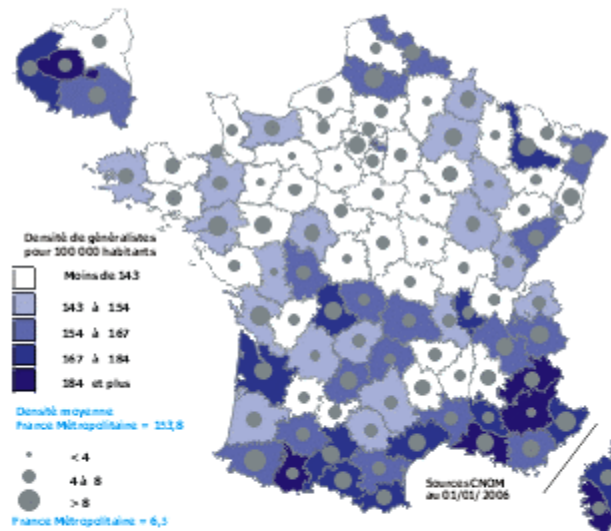 Densité de généralistes
pour 100 000 habitants
Moins de 143
143 à 154
154 à 167
167 à 184
184 et plus
Densité moyenne
France Métropolitaine = 153,8
< 4
4 à 8
> 8
France Métropolitaine = 6,5
Sources CNOM
au 01/01/2006